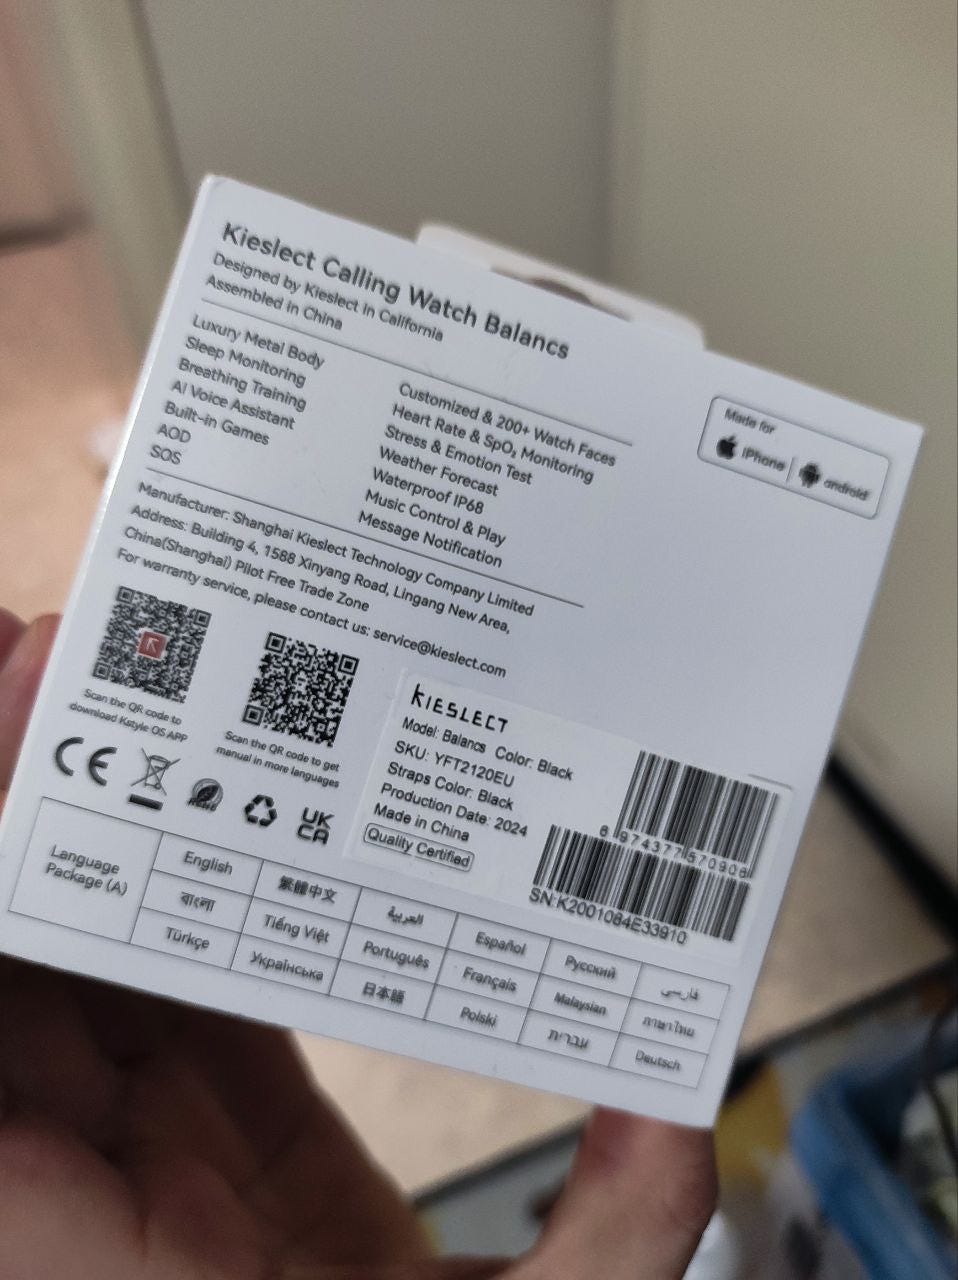 Kieslect Calling Watch Balancs
Designed by Kieslect in California
Assembled in China
Luxury Metal Body
Sleep Monitoring
Breathing Training
AI Voice Assistant
Built-in Games
AOD
SOS
Customized & 200+ Watch Faces
Heart Rate & SpO₂ Monitoring
Stress & Emotion Test
Weather Forecast
Waterproof IP68
Music Control & Play
Message Notification
Made for
iPhone | android
Manufacturer: Shanghai Kieslect Technology Company Limited
Address: Building 4, 1588 Xinyang Road, Lingang New Area,
China(Shanghai) Pilot Free Trade Zone
For warranty service, please contact us: service@kieslect.com
Scan the QR code to
download Kstyle OS APP
Scan the QR code to get
manual in more languages
CE
UK
CA
KIESLECT
Model: Balancs Color: Black
SKU: YFT2120EU
Straps Color: Black
Production Date: 2024
Made in China
Quality Certified
6 974377 570908
SN:K2001084E33910
Language
Package (A)
English
繁體中文
العربية
Español
Русский
فارسی
বাংলা
Tiếng Việt
Português
Français
Malaysian
ภาษาไทย
Türkçe
Українська
日本語
Polski
עברית
Deutsch